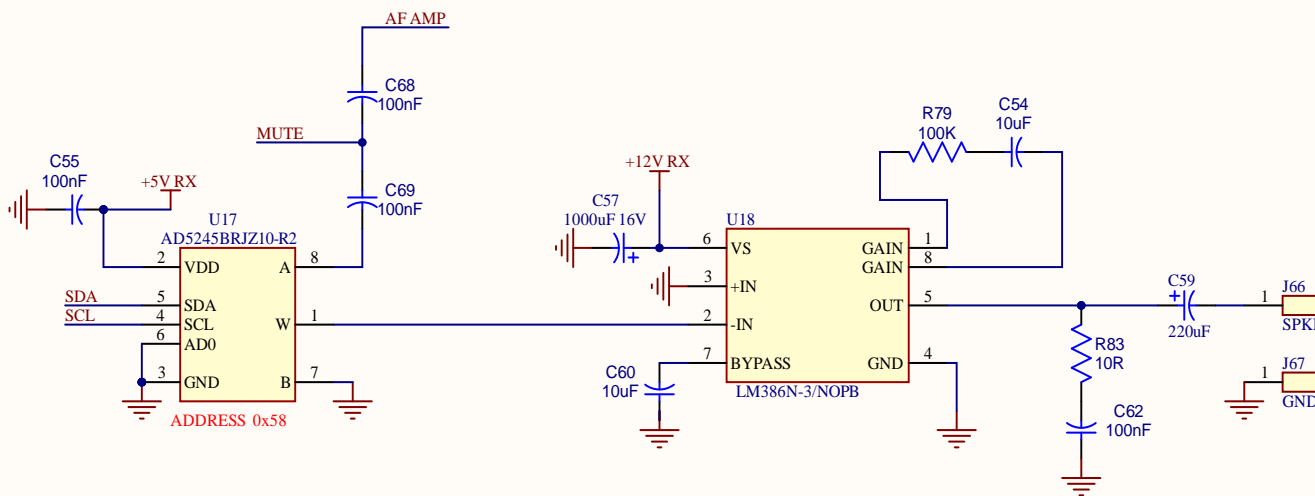 AF AMP
C68
100nF
MUTE
C69
100nF
C55
100nF
+5V RX
U17
AD5245BRJZ10-R2
2 VDD A 8
5 SDA
SDA
4 SCL W 1
SCL
6 AD0
3 GND B 7
ADDRESS 0x58
+12V RX
C57
1000uF 16V
+
U18
6 VS GAIN 1
GAIN 8
3 +IN
OUT 5
2 -IN
7 BYPASS GND 4
LM386N-3/NOPB
C60
10uF
R79
100K
C54
10uF
C59
+
220uF
R83
10R
C62
100nF
J66
1
J67
1
GND